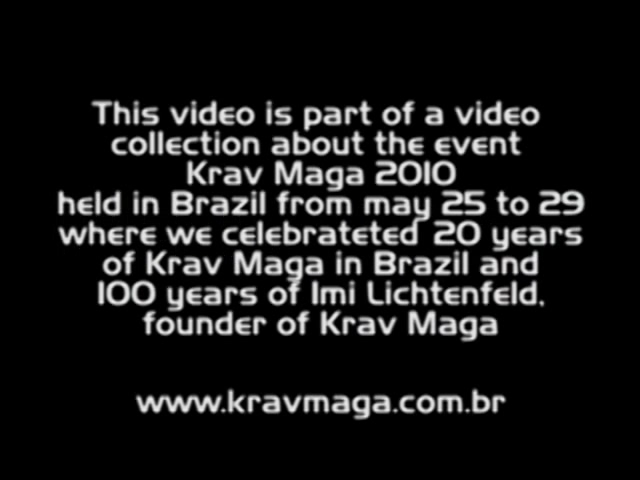 This video is part of a video
collection about the event
Krav Maga 2010
held in Brazil from may 25 to 29
where we celebrateted 20 years
of Krav Maga in Brazil and
100 years of Imi Lichtenfeld,
founder of Krav Maga
www.kravmaga.com.br